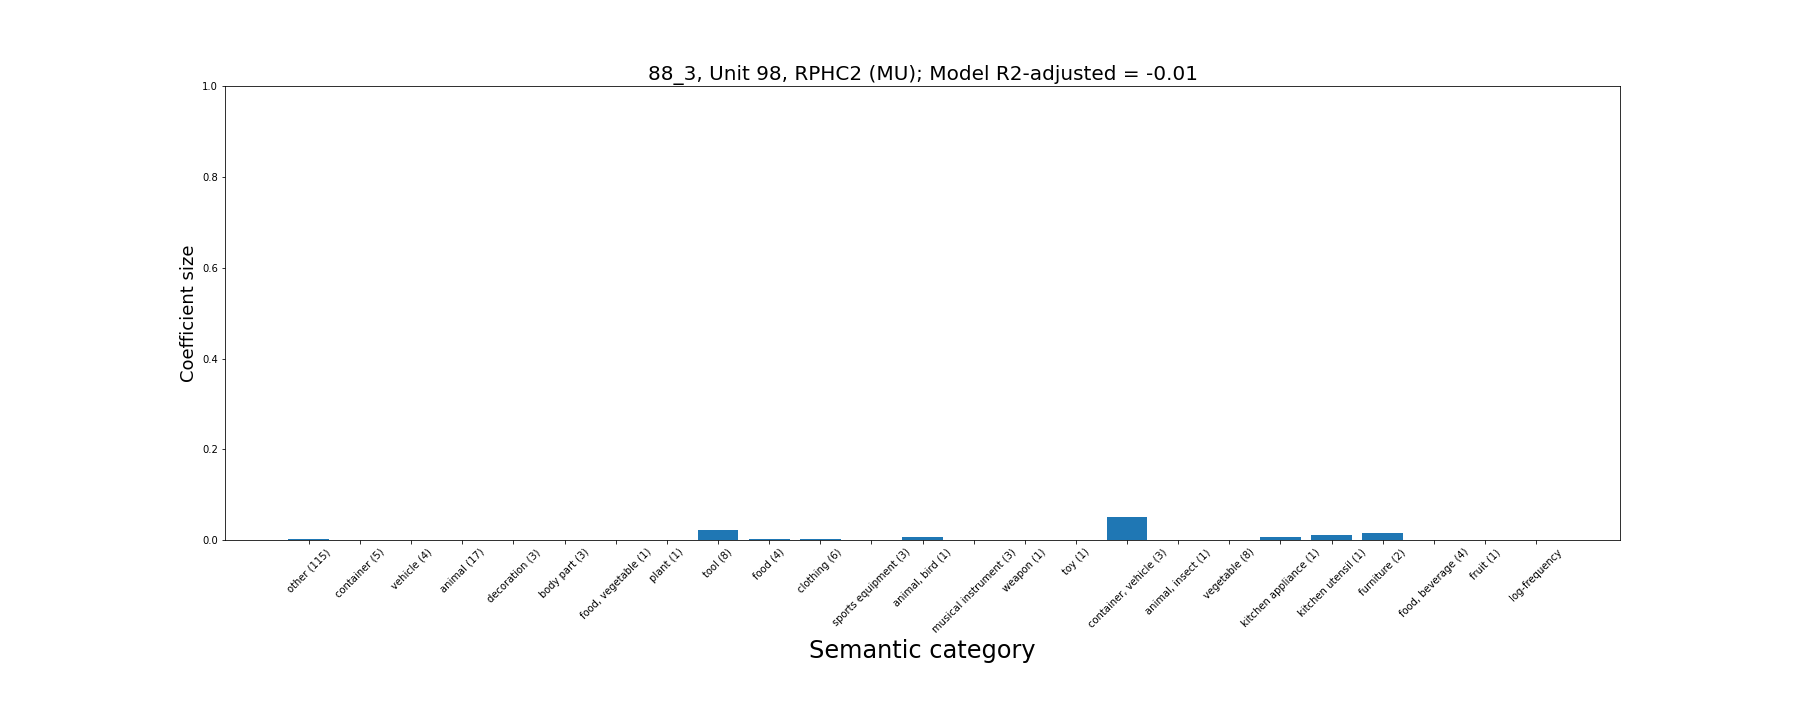 88_3, Unit 98, RPHC2 (MU); Model R2-adjusted = -0.01
1.0
0.8
0.6
0.4
0.2
0.0
Coefficient size
other (115)
container (5)
vehicle (4)
animal (17)
decoration (3)
body part (3)
food, vegetable (1)
plant (1)
tool (8)
food (4)
clothing (6)
sports equipment (3)
animal, bird (1)
musical instrument (3)
weapon (1)
toy (1)
container, vehicle (3)
animal, insect (1)
vegetable (8)
kitchen appliance (1)
kitchen utensil (1)
furniture (2)
food, beverage (4)
fruit (1)
log-frequency
Semantic category